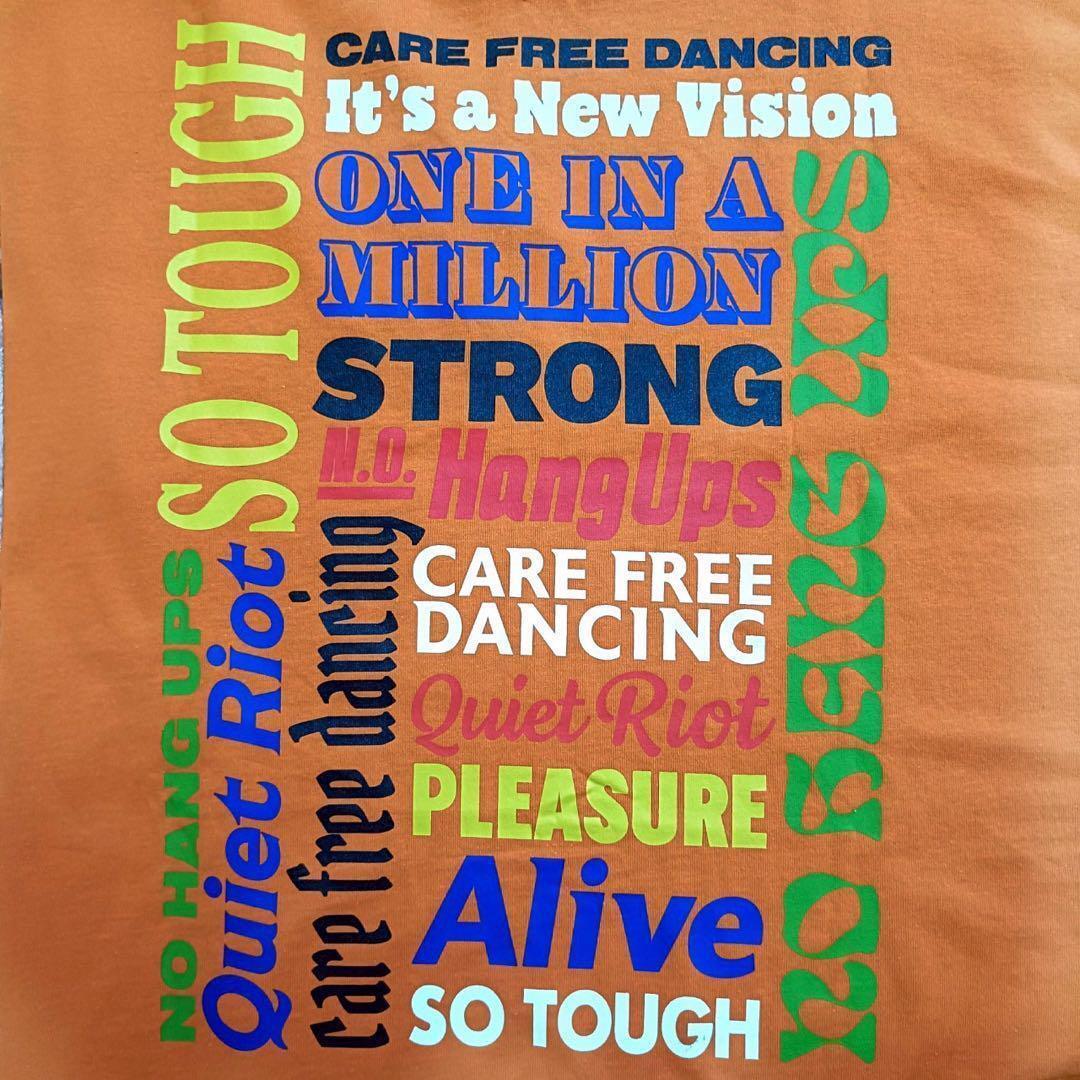 CARE FREE DANCING
It's a New Vision
SO TOUGH
ONE IN A
MILLION
STRONG
N.O. HangUps
CARE FREE
DANCING
Quiet Riot
PLEASURE
Alive
SO TOUGH
NO HANG UPS
Quiet Riot
care free dancing
NO HANG UPS